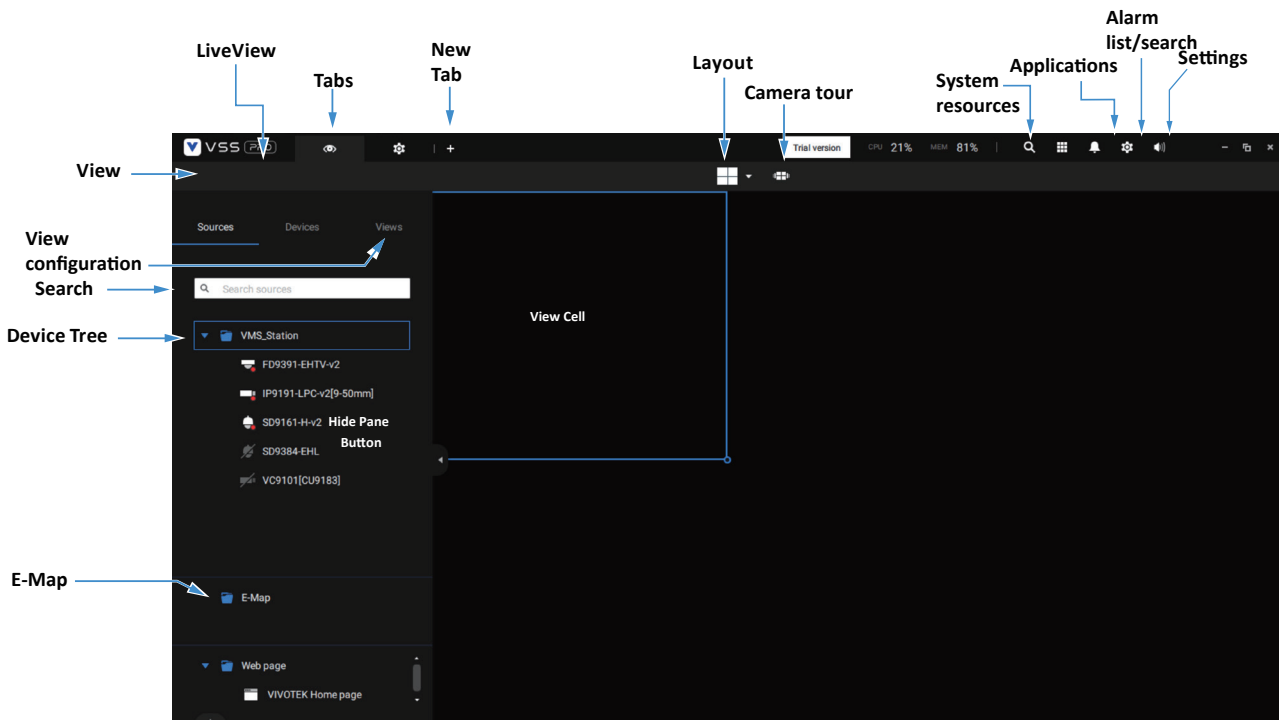 Alarm
list/search
LiveView
New
Tab
Settings
Layout
Applications
Tabs
System
resources
Camera tour
VSS PRO
+
Trial version
CPU 21%
MEM 81%
View
Sources
Devices
Views
View
configuration
Search
Search sources
View Cell
Device Tree
VMS_Station
FD9391-EHTV-v2
IP9191-LPC-v2[9-50mm]
SD9161-H-v2
Hide Pane
Button
SD9384-EHL
VC9101[CU9183]
E-Map
E-Map
Web page
VIVOTEK Home page